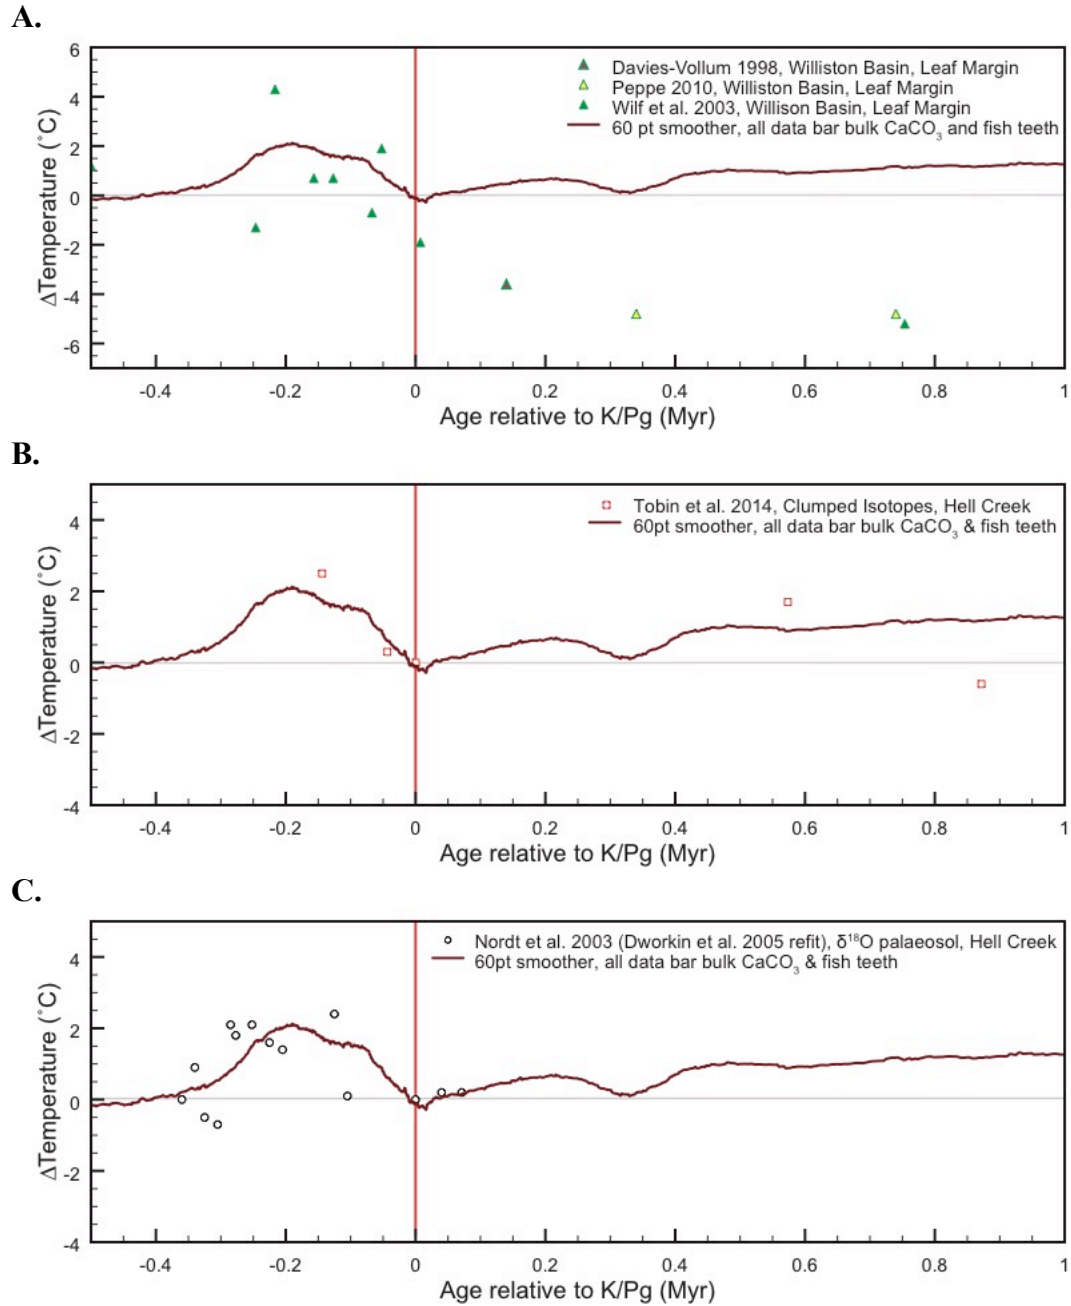 A.
6
4
2
0
-2
-4
-6
ΔTemperature (˚C)
Davies-Vollum 1998, Williston Basin, Leaf Margin
Peppe 2010, Williston Basin, Leaf Margin
Wilf et al. 2003, Willison Basin, Leaf Margin
60 pt smoother, all data bar bulk CaCO₃ and fish teeth
-0.4 -0.2 0 0.2 0.4 0.6 0.8 1
Age relative to K/Pg (Myr)
B.
4
2
0
-2
-4
ΔTemperature (˚C)
Tobin et al. 2014, Clumped Isotopes, Hell Creek
60pt smoother, all data bar bulk CaCO₃ & fish teeth
-0.4 -0.2 0 0.2 0.4 0.6 0.8 1
Age relative to K/Pg (Myr)
C.
4
2
0
-2
-4
ΔTemperature (˚C)
Nordt et al. 2003 (Dworkin et al. 2005 refit), δ¹⁸O palaeosol, Hell Creek
60pt smoother, all data bar bulk CaCO₃ & fish teeth
-0.4 -0.2 0 0.2 0.4 0.6 0.8 1
Age relative to K/Pg (Myr)